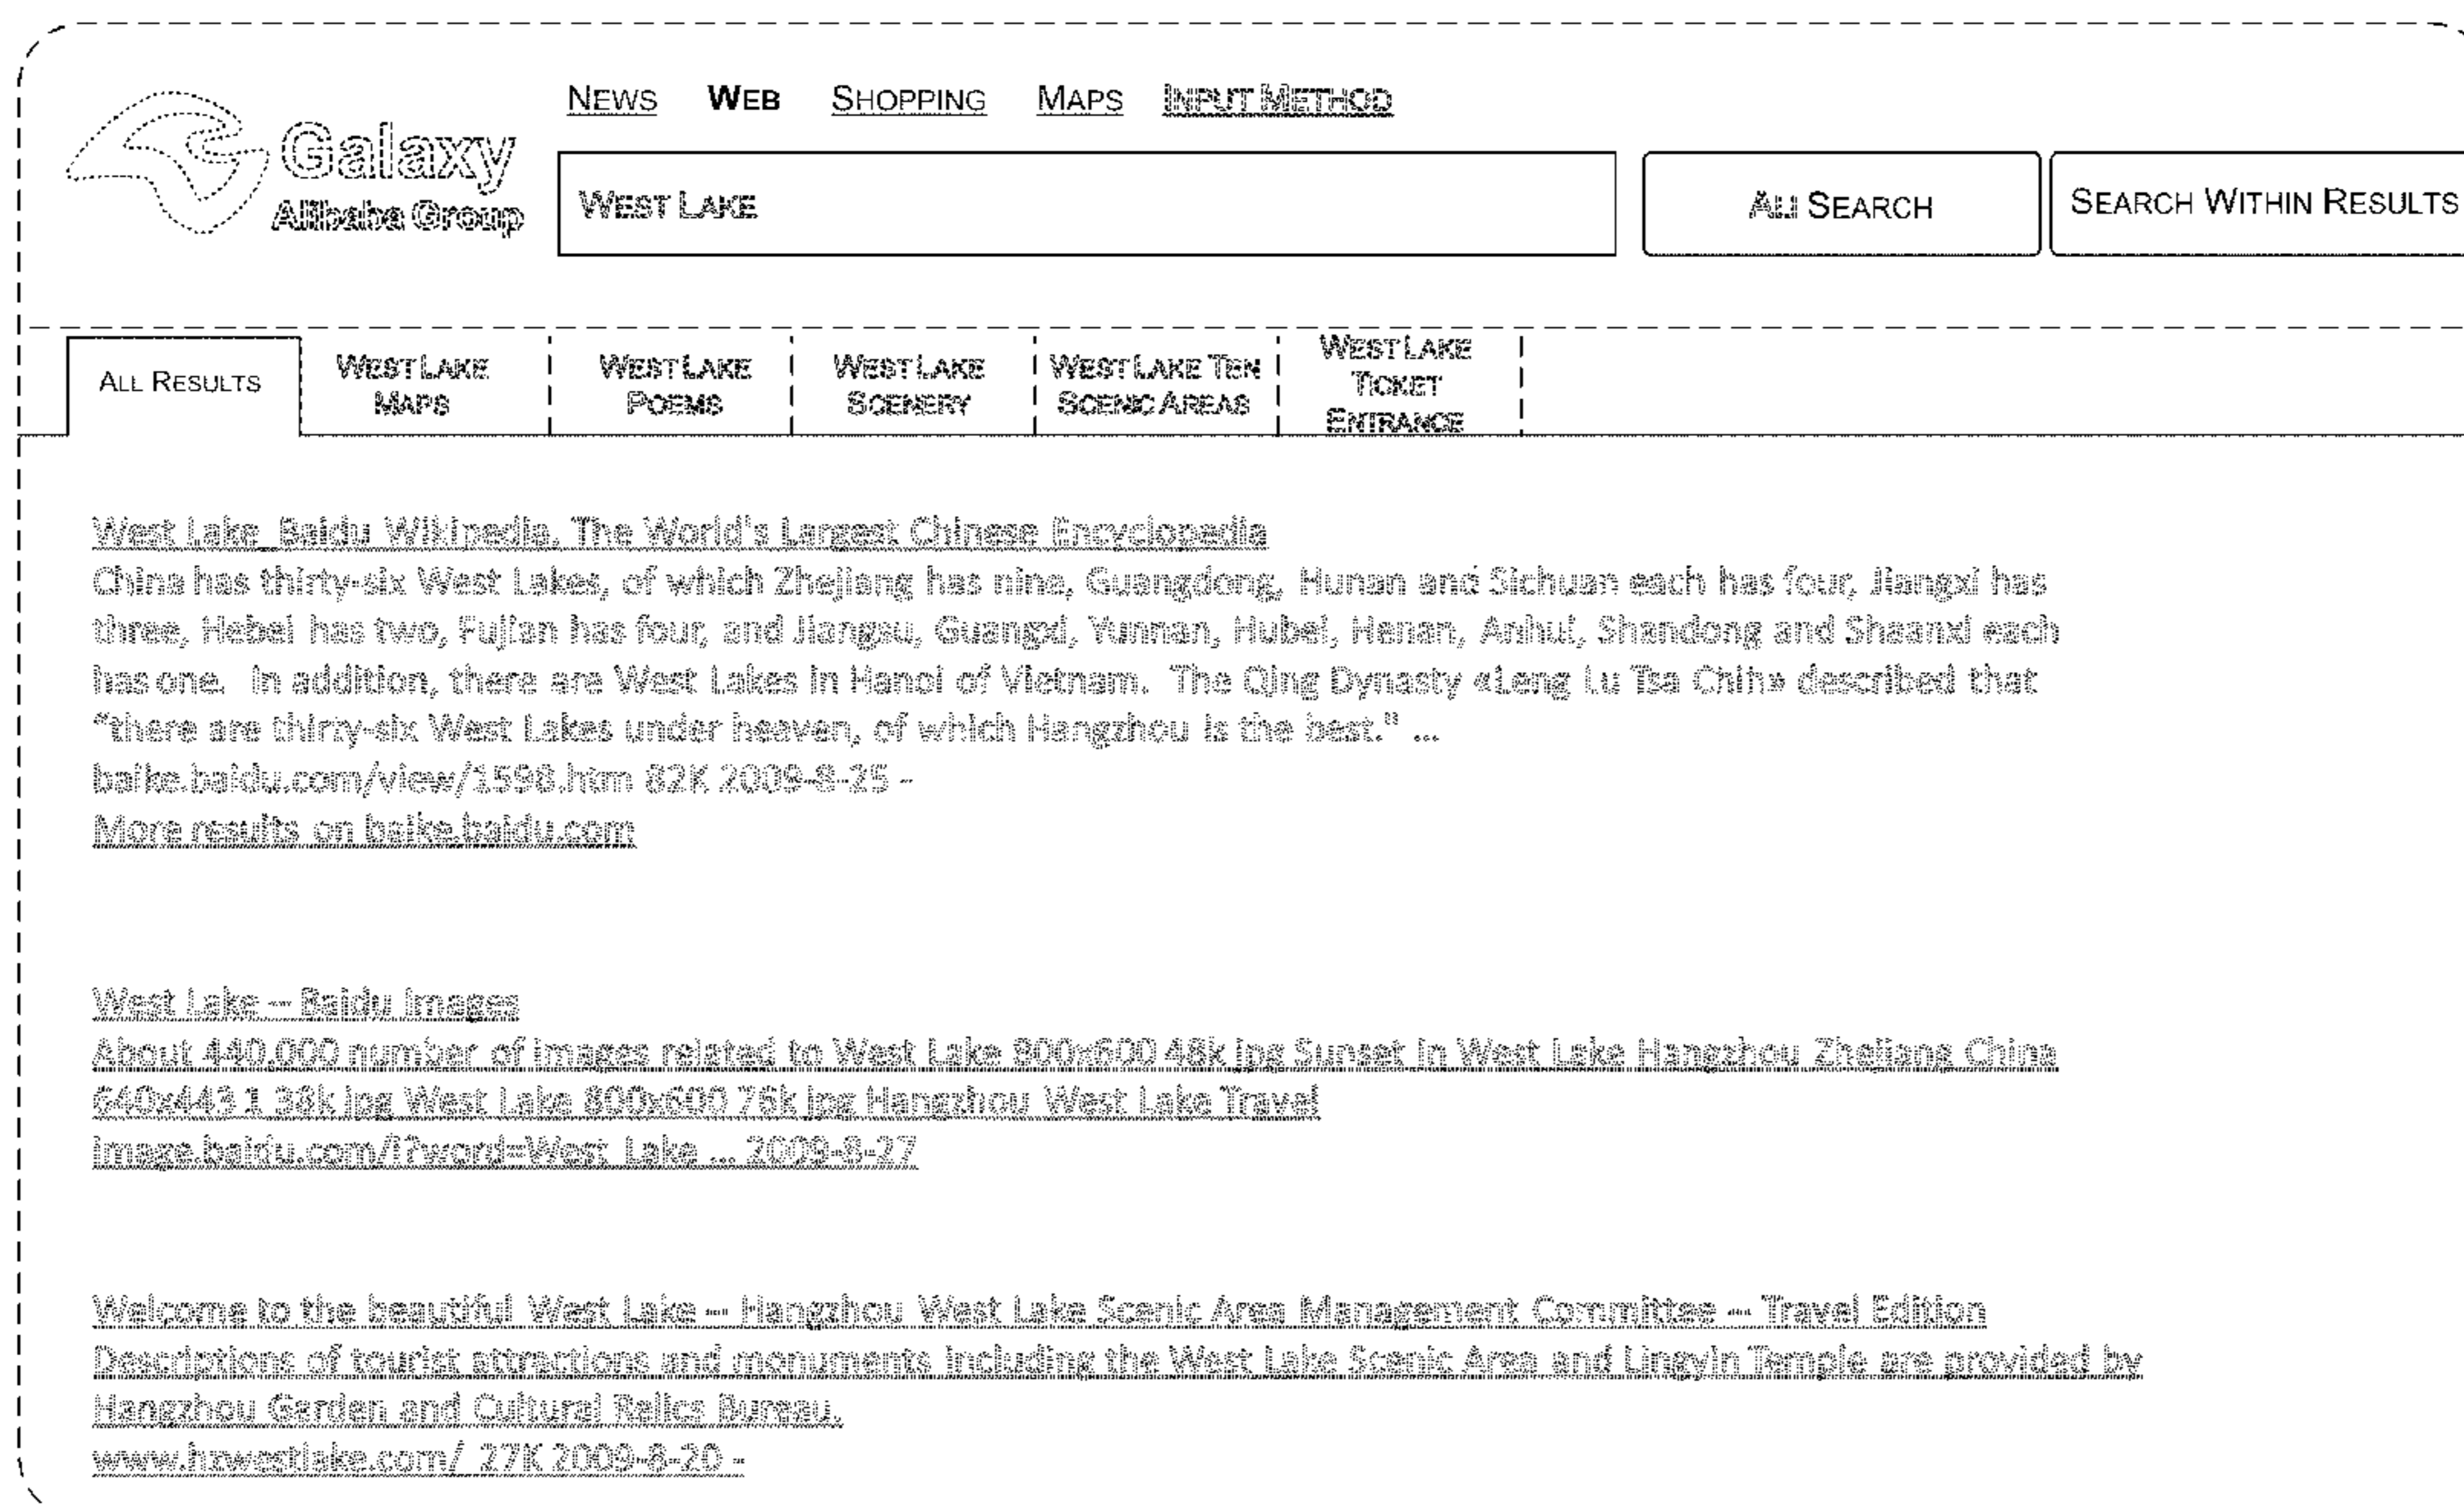 NEWS WEB SHOPPING MAPS INPUT METHOD
Galaxy
Alibaba Group
WEST LAKE
ALI SEARCH
SEARCH WITHIN RESULTS
ALL RESULTS
WEST LAKE
MAPS
WEST LAKE
POEMS
WEST LAKE
SCENERY
WEST LAKE TEN
SCENIC AREAS
WEST LAKE
TICKET
ENTRANCE
West Lake_Baidu Wikipedia, The World's Largest Chinese Encyclopedia
China has thirty-six West Lakes, of which Zhejiang has nine, Guangdong, Hunan and Sichuan each has four, Jiangxi has
three, Hebei has two, Fujian has four, and Jiangsu, Guangxi, Yunnan, Hubei, Henan, Anhui, Shandong and Shaanxi each
has one. In addition, there are West Lakes in Hanoi of Vietnam. The Qing Dynasty «Leng Lu Tsa Chih» described that
“there are thirty-six West Lakes under heaven, of which Hangzhou is the best." ...
baike.baidu.com/view/1598.htm 82K 2009-8-25 -
More results on baike.baidu.com
West Lake – Baidu Images
About 440,000 number of images related to West Lake 800x600 48k jpg Sunset in West Lake Hangzhou Zhejiang China
640x443 1 38k jpg West Lake 800x600 76k jpg Hangzhou West Lake Travel
image.baidu.com/i?word=West Lake ... 2009-8-27
Welcome to the beautiful West Lake – Hangzhou West Lake Scenic Area Management Committee – Travel Edition
Descriptions of tourist attractions and monuments including the West Lake Scenic Area and Lingyin Temple are provided by
Hangzhou Garden and Cultural Relics Bureau.
www.hzwestlake.com/ 27K 2009-8-20 -